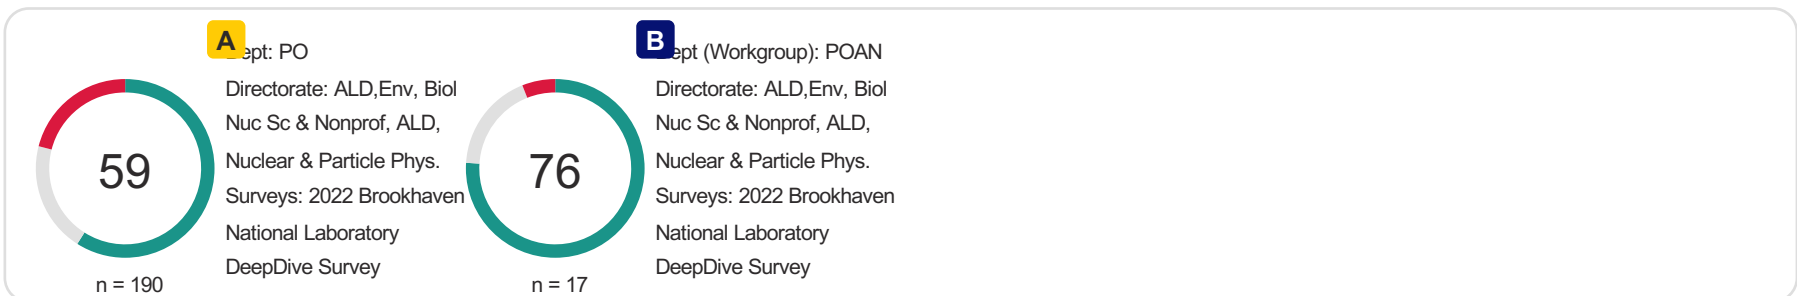 A
ept: PO
Directorate: ALD,Env, Biol
Nuc Sc & Nonprof, ALD,
Nuclear & Particle Phys.
Surveys: 2022 Brookhaven
National Laboratory
DeepDive Survey
59
n = 190
B
ept (Workgroup): POAN
Directorate: ALD,Env, Biol
Nuc Sc & Nonprof, ALD,
Nuclear & Particle Phys.
Surveys: 2022 Brookhaven
National Laboratory
DeepDive Survey
76
n = 17